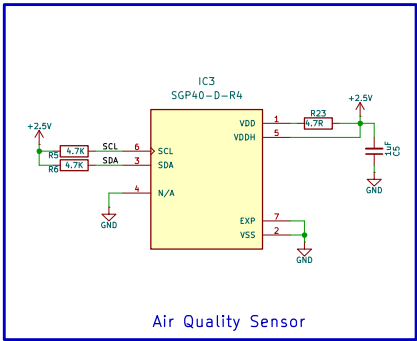 IC3
SGP40-D-R4
+2.5V
R5 4.7K SCL 6 SCL
R6 4.7K SDA 3 SDA
4 N/A
GND
VDD 1 R23 4.7R
VDDH 5
+2.5V
1uF
C5
GND
EXP 7
VSS 2
GND
Air Quality Sensor